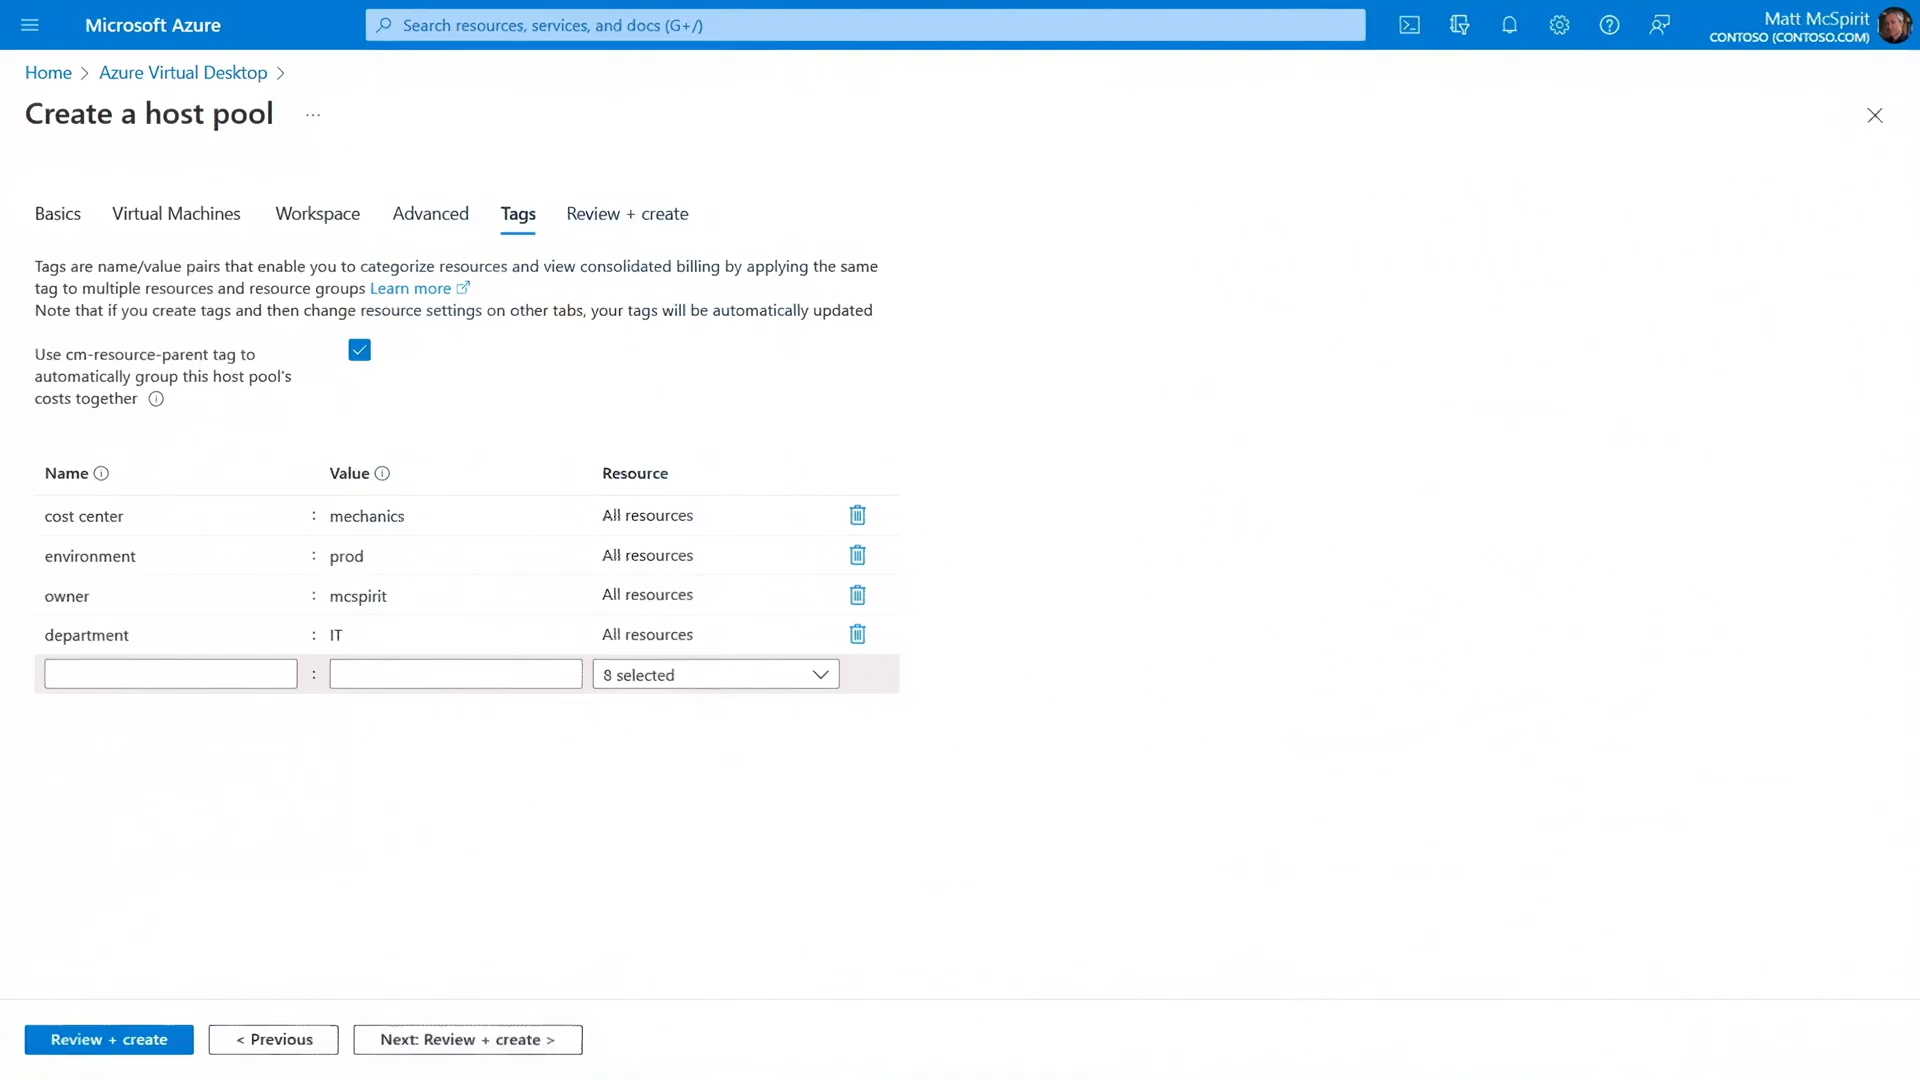 Microsoft Azure
Search resources, services, and docs (G+/)
Matt McSpirit
CONTOSO (CONTOSO.COM)
Home > Azure Virtual Desktop >
Create a host pool ...
Basics Virtual Machines Workspace Advanced Tags Review + create
Tags are name/value pairs that enable you to categorize resources and view consolidated billing by applying the same
tag to multiple resources and resource groups Learn more
Note that if you create tags and then change resource settings on other tabs, your tags will be automatically updated
Use cm-resource-parent tag to
automatically group this host pool's
costs together
Name Value Resource
cost center : mechanics All resources
environment : prod All resources
owner : mcspirit All resources
department : IT All resources
: 8 selected
Review + create < Previous Next: Review + create >